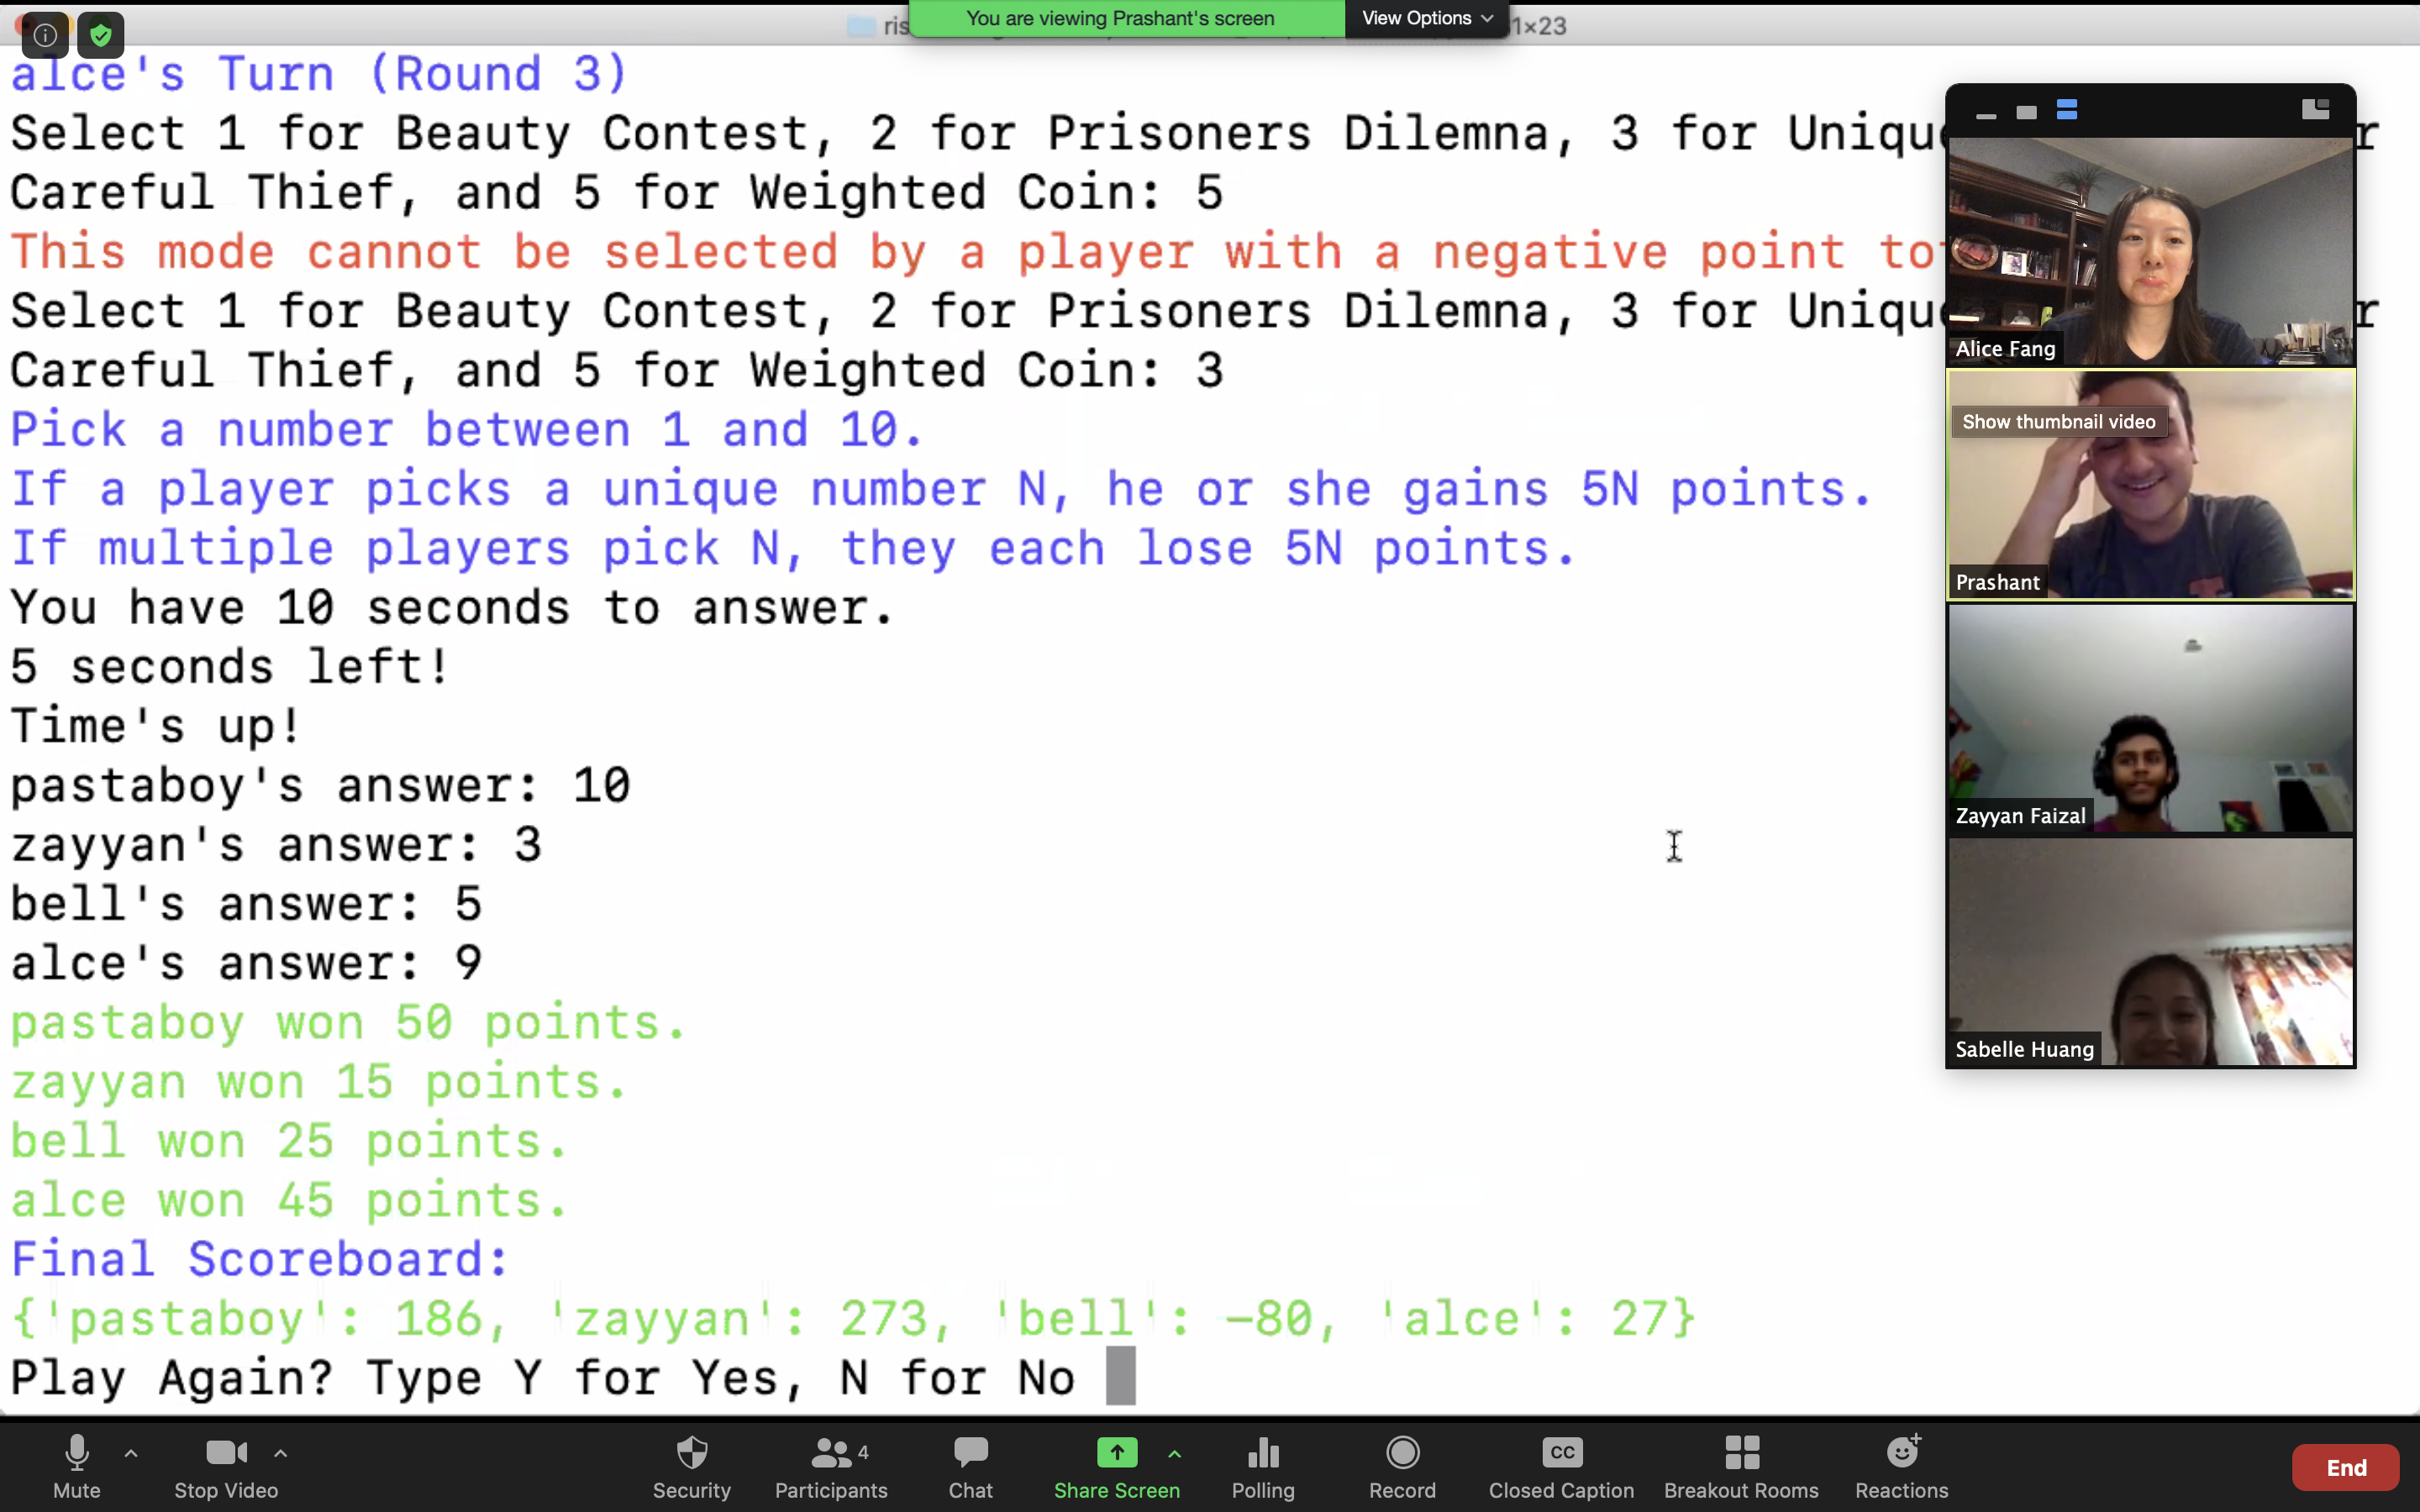 You are viewing Prashant's screen
View Options
1×23
alce's Turn (Round 3)
Select 1 for Beauty Contest, 2 for Prisoners Dilemna, 3 for
Careful Thief, and 5 for Weighted Coin: 5
This mode cannot be selected by a player with a negative point
Select 1 for Beauty Contest, 2 for Prisoners Dilemna, 3 for
Careful Thief, and 5 for Weighted Coin: 3
Pick a number between 1 and 10.
If a player picks a unique number N, he or she gains 5N points.
If multiple players pick N, they each lose 5N points.
You have 10 seconds to answer.
5 seconds left!
Time's up!
pastaboy's answer: 10
zayyan's answer: 3
bell's answer: 5
alce's answer: 9
pastaboy won 50 points.
zayyan won 15 points.
bell won 25 points.
alce won 45 points.
Final Scoreboard:
{'pastaboy': 186, 'zayyan': 273, 'bell': −80, 'alce': 27}
Play Again? Type Y for Yes, N for No
Alice Fang
Show thumbnail video
Prashant
Zayyan Faizal
Sabelle Huang
Mute
Stop Video
Security
4
Participants
Chat
Share Screen
Polling
Record
CC
Closed Caption
Breakout Rooms
Reactions
End